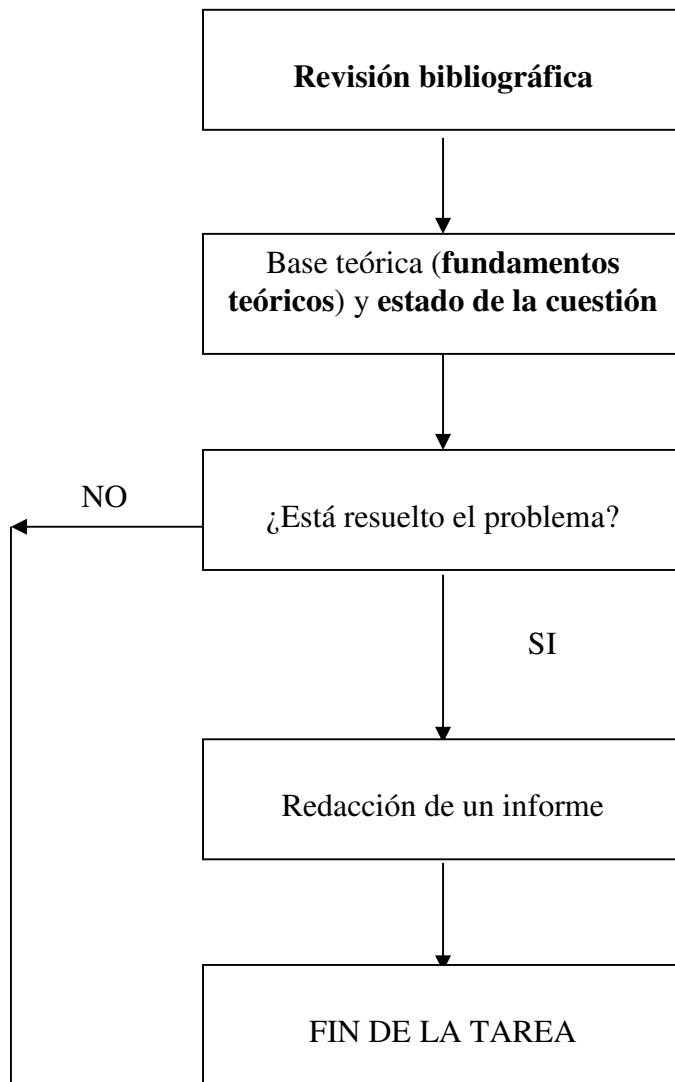 Revisión bibliográfica
Base teórica (fundamentos
teóricos) y estado de la cuestión
NO
¿Está resuelto el problema?
SI
Redacción de un informe
FIN DE LA TAREA